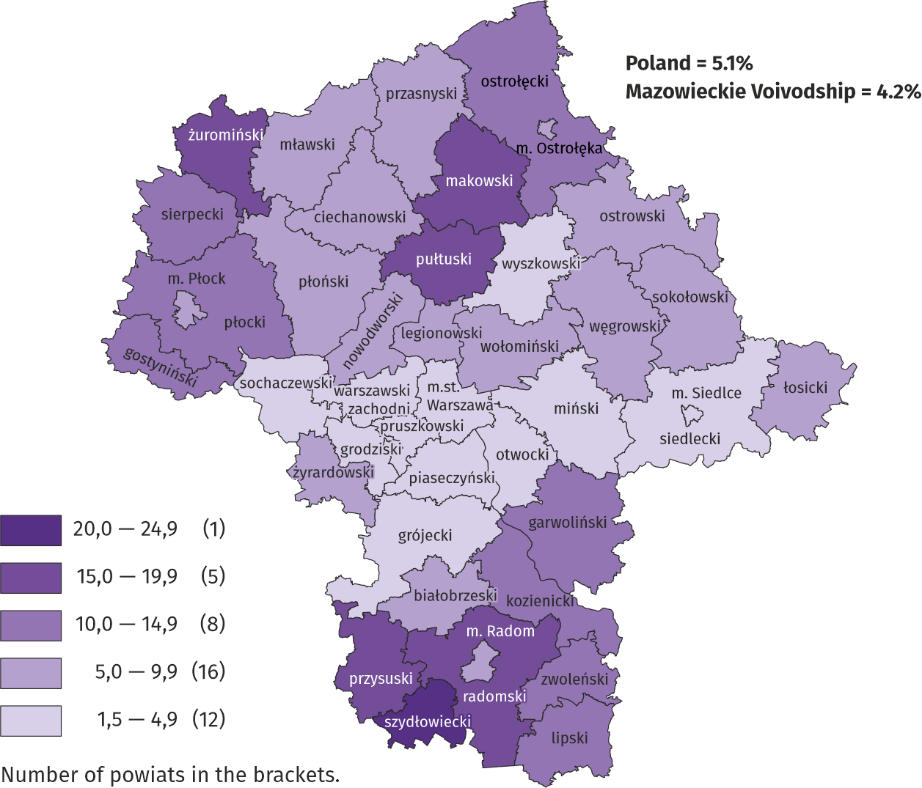 Poland = 5.1%
Mazowieckie Voivodship = 4.2%
ostrołęcki
przasnyski
żuromiński
mławski
m. Ostrołęka
makowski
sierpecki
ciechanowski
ostrowski
pułtuski
wyszkowski
m. Płock
płoński
sokołowski
płocki
nowodworski
legionowski
węgrowski
wołomiński
gostyniński
sochaczewski
warszawski
zachodni
m.st.
Warszawa
m. Siedlce
łosicki
miński
pruszkowski
siedlecki
grodziski
otwocki
żyrardowski
piaseczyński
garwoliński
grójecki
białobrzeski
kozienicki
m. Radom
przysuski
zwoleński
radomski
szydłowiecki
lipski
20,0 — 24,9 (1)
15,0 — 19,9 (5)
10,0 — 14,9 (8)
5,0 — 9,9 (16)
1,5 — 4,9 (12)
Number of powiats in the brackets.